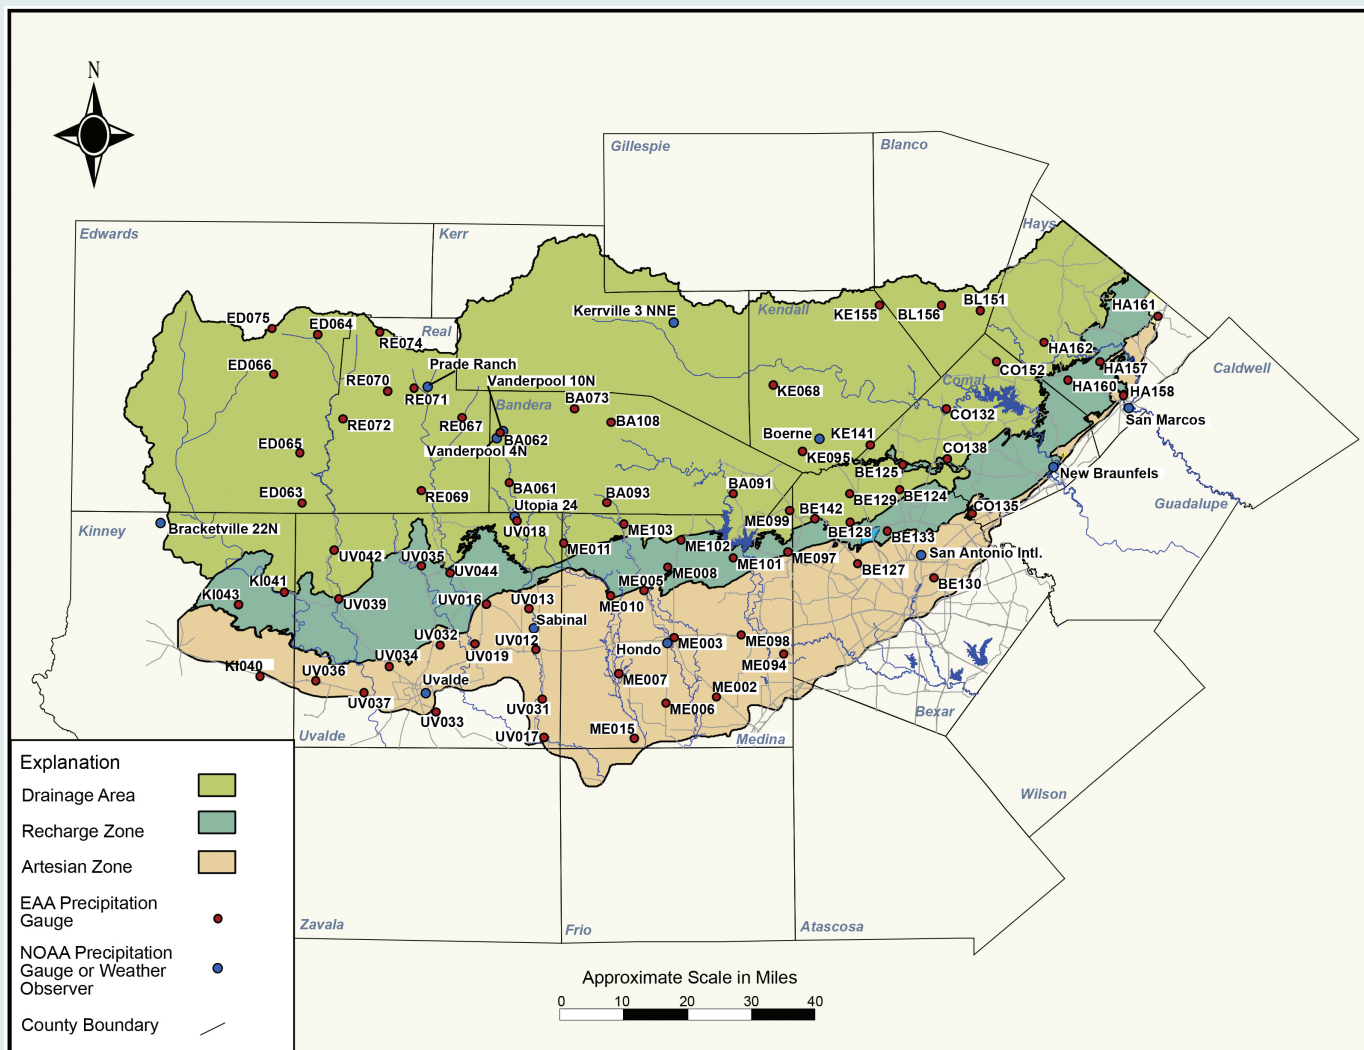 N
Gillespie
Blanco
Edwards
Kerr
Hays
ED075
ED064
RE074
Real
Kerrville 3 NNE
Kendall
KE155
BL156
BL151
HA161
HA162
HA157
Caldwell
ED066
RE070
RE071
Prade Ranch
Vanderpool 10N
Bandera
BA073
BA108
KE068
CO152
Comal
HA160
HA158
San Marcos
RE072
RE067
BA062
Vanderpool 4N
Boerne
KE141
CO132
ED065
KE095
CO138
BE125
New Braunfels
ED063
RE069
BA061
BA093
BA091
BE129
BE124
Guadalupe
Utopia 24
UV018
ME103
ME099
BE142
CO135
Kinney
Bracketville 22N
ME102
BE128
BE133
UV042
UV035
ME011
ME101
ME097
San Antonio Intl.
BE127
KI041
UV044
ME008
ME005
BE130
KI043
UV039
UV016
UV013
ME010
Sabinal
UV032
UV012
Hondo
ME003
ME098
UV019
ME094
KI040
UV036
UV034
Uvalde
ME007
UV037
UV031
ME002
ME006
UV033
Bexar
UV017
ME015
Medina
Uvalde
Wilson
Zavala
Frio
Atascosa
Explanation
Drainage Area
Recharge Zone
Artesian Zone
EAA Precipitation
Gauge
NOAA Precipitation
Gauge or Weather
Observer
County Boundary
Approximate Scale in Miles
0 10 20 30 40